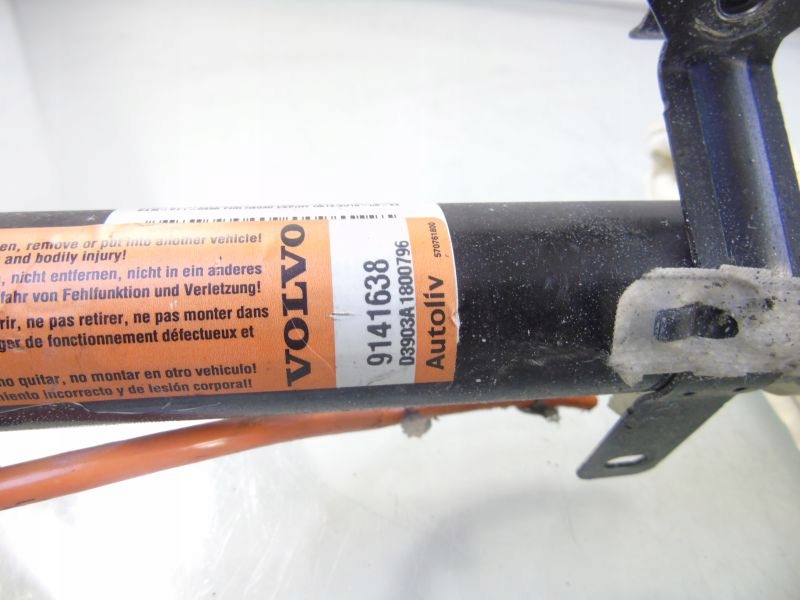 en, remove or put into another vehicle!
and bodily injury!
, nicht entfernen, nicht in ein anderes
fahr von Fehlfunktion und Verletzung!
rir, ne pas retirer, ne pas monter dans
ger de fonctionnement défectueux et
no quitar, no montar en otro vehiculo!
miento incorrecto y de lesión corporal!
VOLVO
9141638
D3903A1800796
Autoliv
570761800